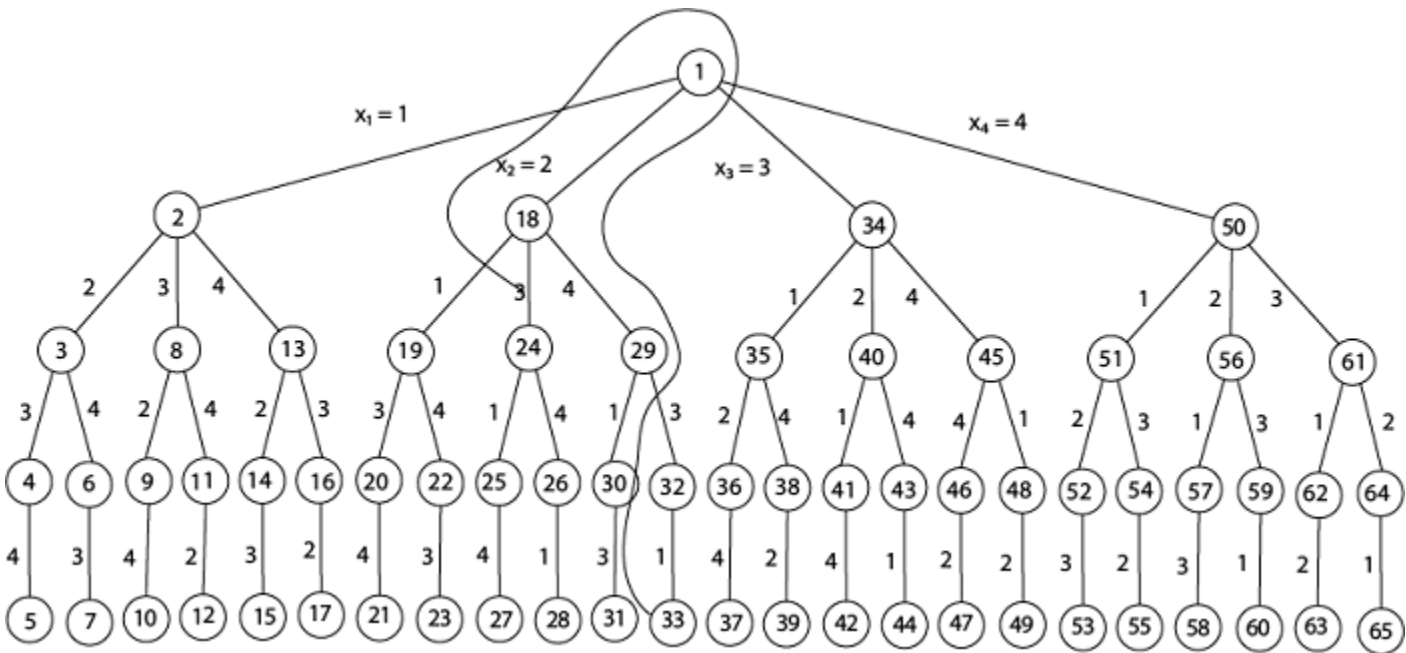 1
x₁ = 1
x₂ = 2
x₃ = 3
x₄ = 4
2 18 34 50
2 3 4 1 3 4 1 2 4 1 2 3
3 8 13 19 24 29 35 40 45 51 56 61
3 4 2 4 2 3 3 4 1 4 1 3 2 4 1 4 4 1 2 3 1 3 1 2
4 6 9 11 14 16 20 22 25 26 30 32 36 38 41 43 46 48 52 54 57 59 62 64
4 3 4 2 3 2 4 3 4 1 3 1 4 2 4 1 2 2 3 2 3 1 2 1
5 7 10 12 15 17 21 23 27 28 31 33 37 39 42 44 47 49 53 55 58 60 63 65